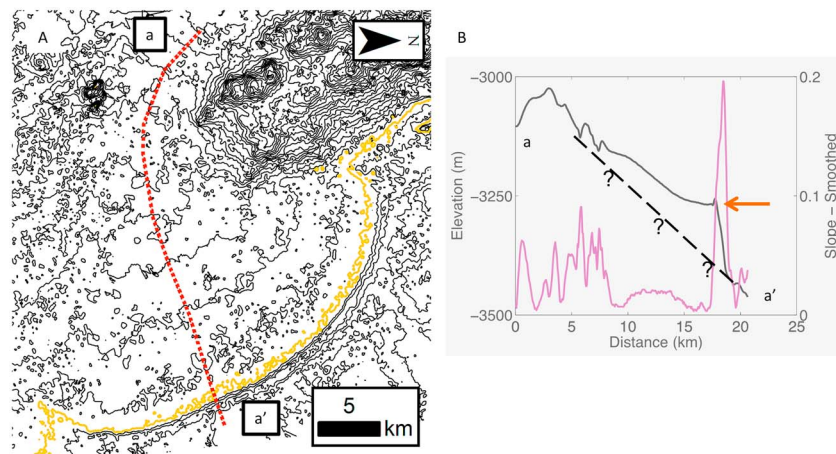 A
a
N
5
km
a′
B
−3000
−3250
−3500
Elevation (m)
a
?
?
?
a′
0.2
0.1
0
Slope − Smoothed
0 5 10 15 20 25
Distance (km)